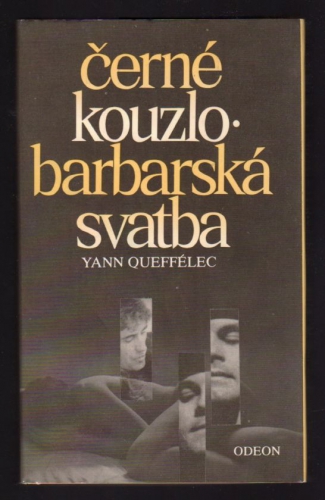 černé
kouzlo·
barbarská
svatba
YANN QUEFFÉLEC
ODEON